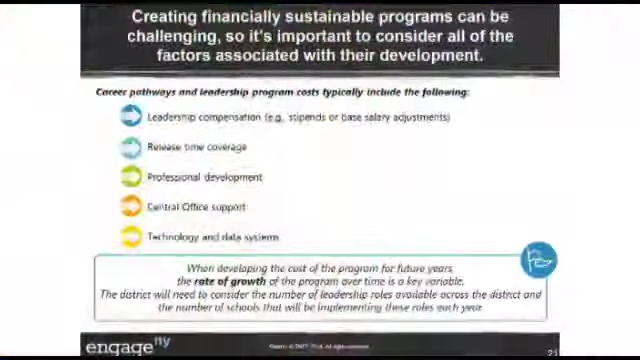 Creating financially sustainable programs can be
challenging, so it's important to consider all of the
factors associated with their development.
Career pathways and leadership program costs typically include the following:
Leadership compensation (e.g., stipends or base salary adjustments)
Release time coverage
Professional development
Central Office support
Technology and data systems
When developing the cost of the program for future years,
the rate of growth of the program over time is a key variable.
The district will need to consider the number of leadership roles available across the district and
the number of schools that will be implementing these roles each year.
engageny
21